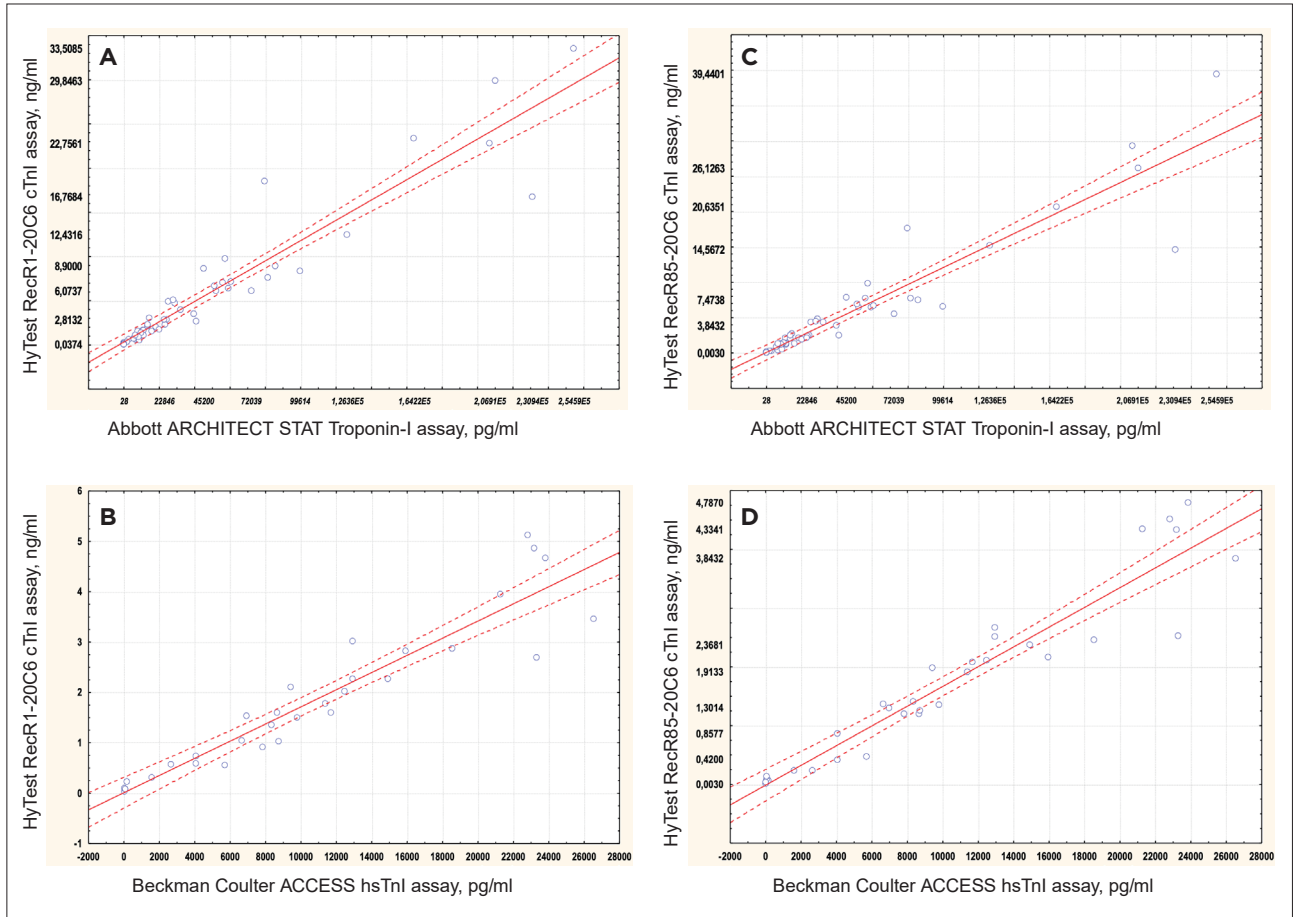 A
HyTest RecR1-20C6 cTnI assay, ng/ml
33,5085
29,8463
22,7561
16,7684
12,4316
8,9000
6,0737
2,8132
0,0374
28 22846 45200 72039 99614 1,2636E5 1,6422E5 2,0691E5 2,3094E5 2,5459E5
Abbott ARCHITECT STAT Troponin-I assay, pg/ml
C
HyTest RecR85-20C6 cTnI assay, ng/ml
39,4401
26,1263
20,6351
14,5672
7,4738
3,8432
0,0030
28 22846 45200 72039 99614 1,2636E5 1,6422E5 2,0691E5 2,3094E5 2,5459E5
Abbott ARCHITECT STAT Troponin-I assay, pg/ml
B
HyTest RecR1-20C6 cTnI assay, ng/ml
6
5
4
3
2
1
0
-1
-2000 0 2000 4000 6000 8000 10000 12000 14000 16000 18000 20000 22000 24000 26000 28000
Beckman Coulter ACCESS hsTnI assay, pg/ml
D
HyTest RecR85-20C6 cTnI assay, ng/ml
4,7870
4,3341
3,8432
2,3681
1,9133
1,3014
0,8577
0,4200
0,0030
-2000 0 2000 4000 6000 8000 10000 12000 14000 16000 18000 20000 22000 24000 26000 28000
Beckman Coulter ACCESS hsTnI assay, pg/ml